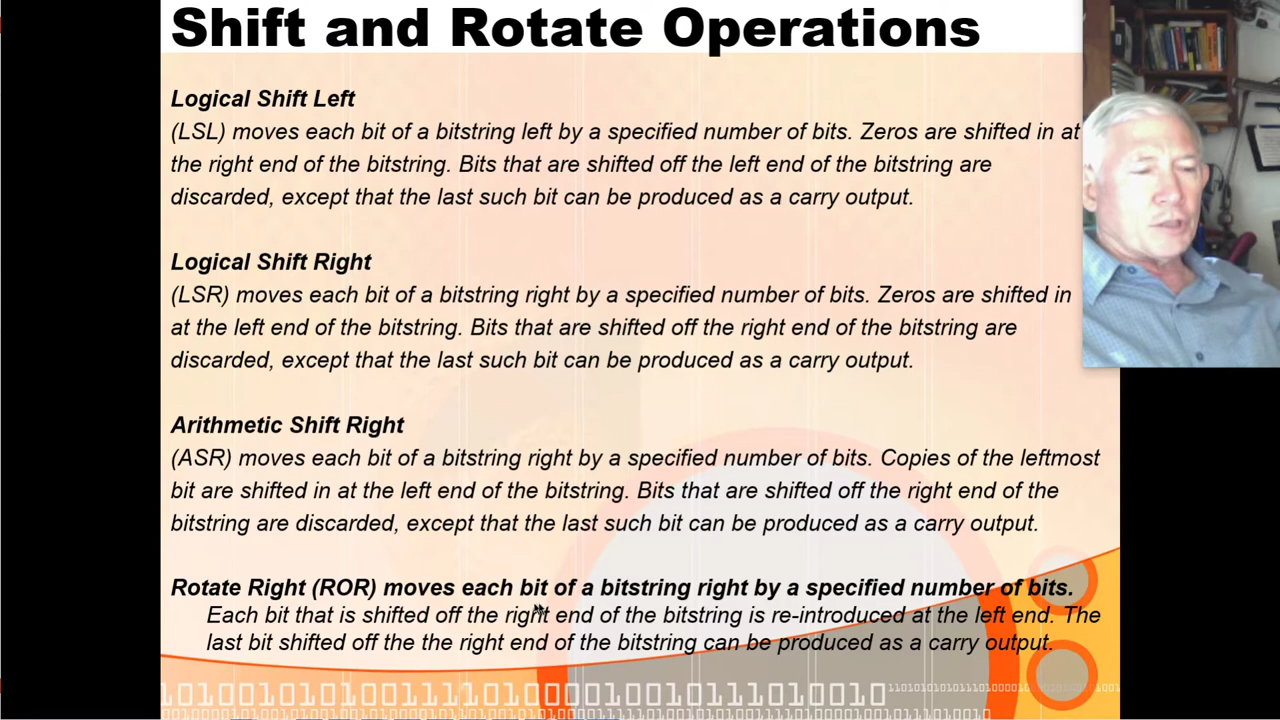 Shift and Rotate Operations
Logical Shift Left
(LSL) moves each bit of a bitstring left by a specified number of bits. Zeros are shifted in at
the right end of the bitstring. Bits that are shifted off the left end of the bitstring are
discarded, except that the last such bit can be produced as a carry output.
Logical Shift Right
(LSR) moves each bit of a bitstring right by a specified number of bits. Zeros are shifted in
at the left end of the bitstring. Bits that are shifted off the right end of the bitstring are
discarded, except that the last such bit can be produced as a carry output.
Arithmetic Shift Right
(ASR) moves each bit of a bitstring right by a specified number of bits. Copies of the leftmost
bit are shifted in at the left end of the bitstring. Bits that are shifted off the right end of the
bitstring are discarded, except that the last such bit can be produced as a carry output.
Rotate Right (ROR) moves each bit of a bitstring right by a specified number of bits.
Each bit that is shifted off the right end of the bitstring is re-introduced at the left end. The
last bit shifted off the the right end of the bitstring can be produced as a carry output.